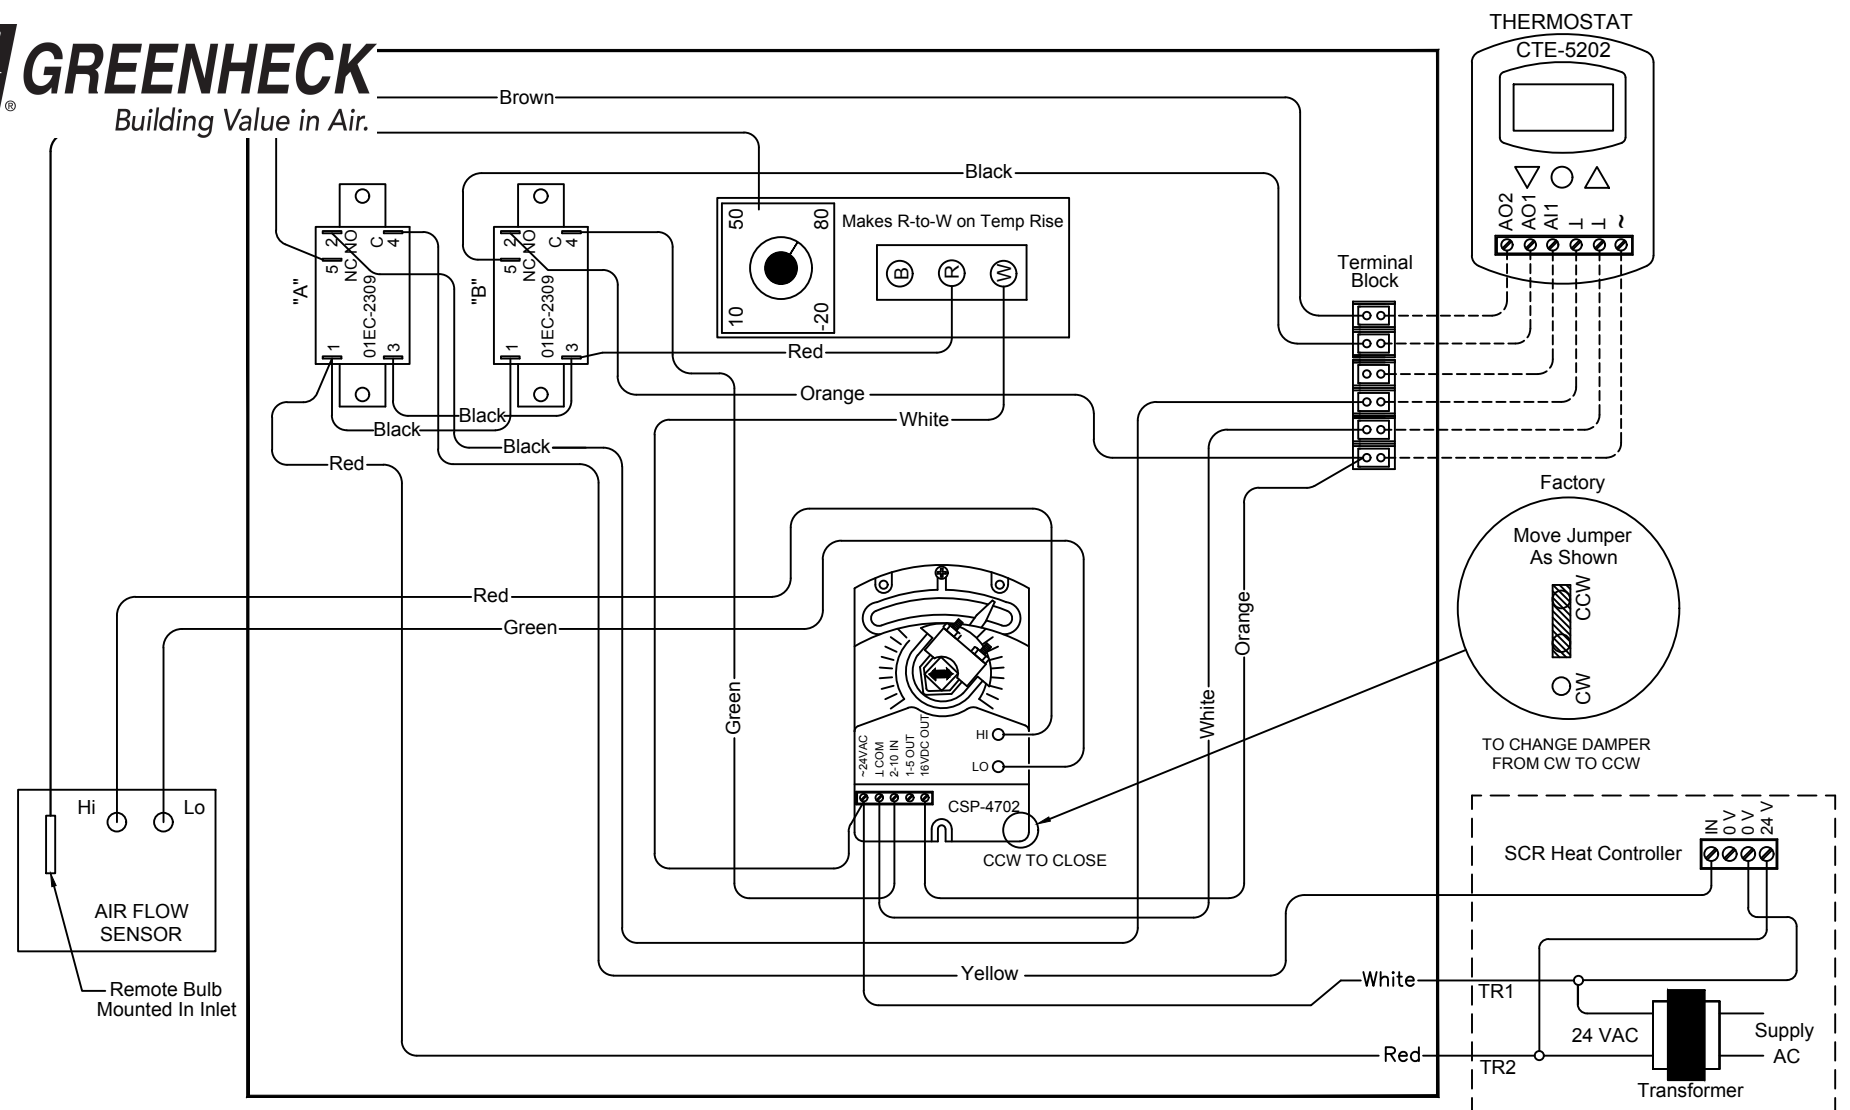 GREENHECK
®
Building Value in Air.
THERMOSTAT
CTE-5202
Brown
Black
AO2
AO1
AI1
⊥
⊥
~
"A"
2
5
NC NO
C
4
01EC-2309
1
3
"B"
2
5
NC NO
C
4
01EC-2309
1
3
50
80
10
-20
Makes R-to-W on Temp Rise
B
R
W
Terminal
Block
Red
Orange
White
Black
Black
Black
Red
Factory
Move Jumper
As Shown
CCW
CW
TO CHANGE DAMPER
FROM CW TO CCW
Red
Green
Green
Orange
White
~24VAC
⊥ COM
2-10 IN
1-5 OUT
16VDC OUT
HI
LO
CSP-4702
CCW TO CLOSE
Hi
Lo
AIR FLOW
SENSOR
Remote Bulb
Mounted In Inlet
SCR Heat Controller
IN
0 V
0 V
24 V
Yellow
White
TR1
24 VAC
Supply
AC
Red
TR2
Transformer